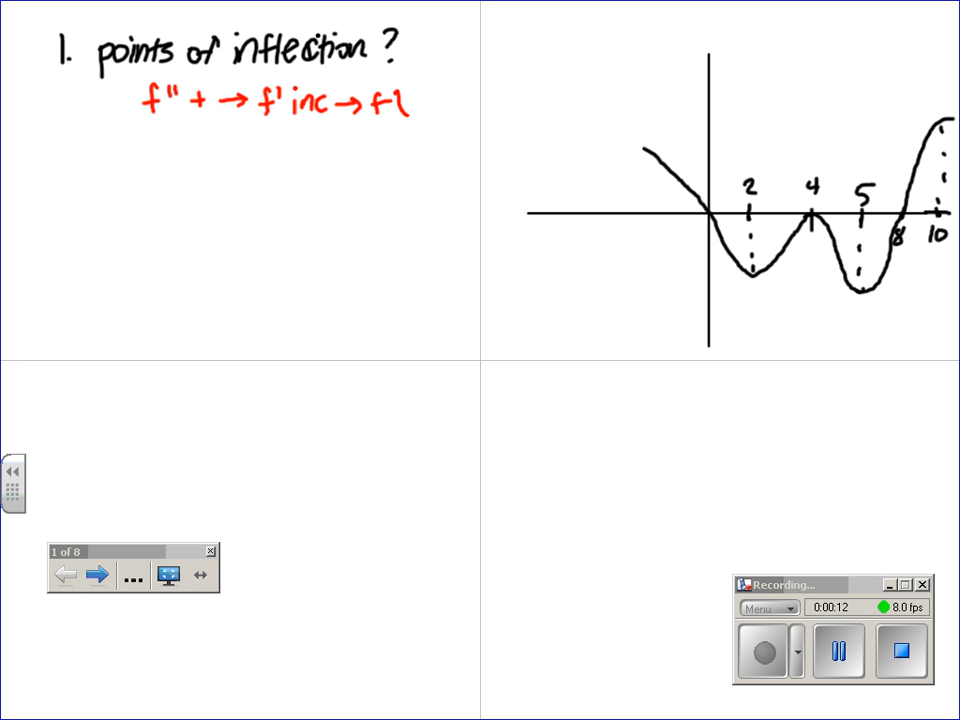 1. points of inflection ?
f" + → f' inc → f
2 4 5
8 10
1 of 8
...
Recording...
Menu 0:00:12 8.0 fps